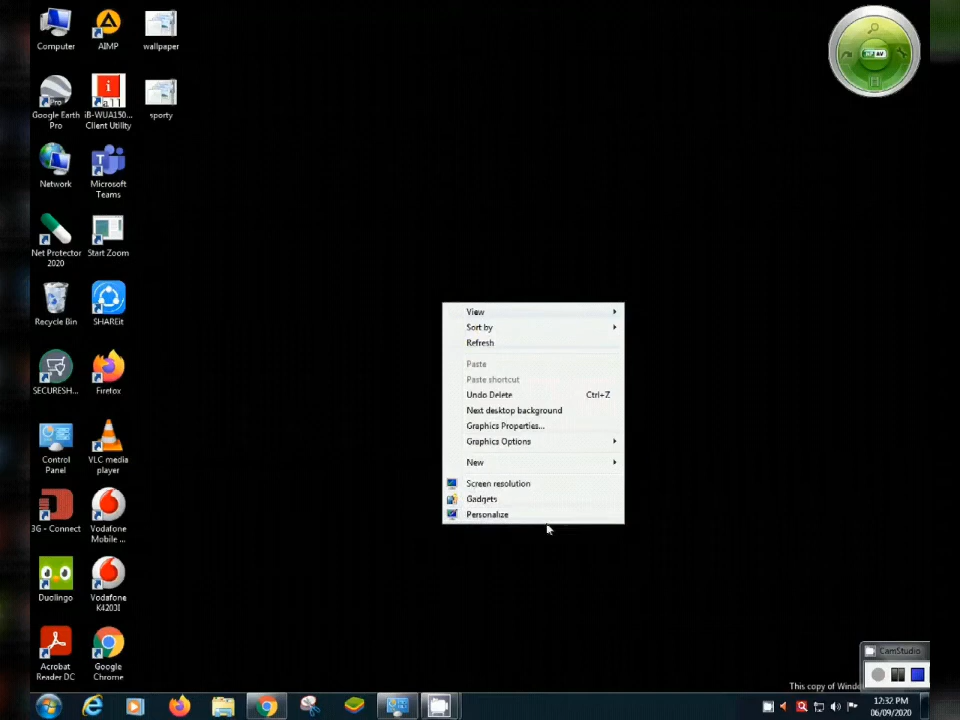 Computer
AIMP
wallpaper
Google Earth
Pro
iB-WUA150...
Client Utility
sporty
Network
Microsoft
Teams
Net Protector
2020
Start Zoom
Recycle Bin
SHAREit
SECURESH...
Firefox
Control
Panel
VLC media
player
3G - Connect
Vodafone
Mobile ...
Duolingo
Vodafone
K4203I
Acrobat
Reader DC
Google
Chrome
View
Sort by
Refresh
Paste
Paste shortcut
Undo Delete Ctrl+Z
Next desktop background
Graphics Properties...
Graphics Options
New
Screen resolution
Gadgets
Personalize
CamStudio
This copy of Windo
12:32 PM
06/09/2020